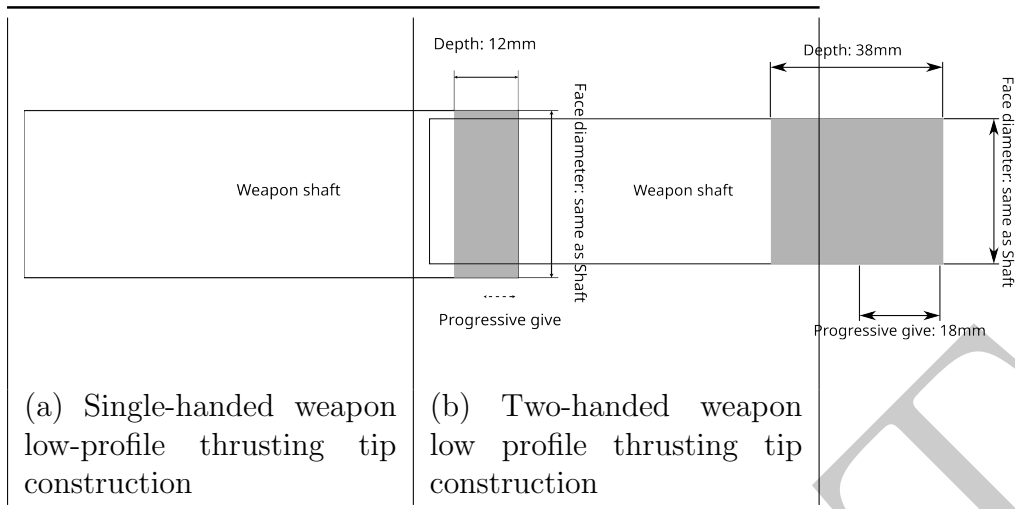 Depth: 12mm
Weapon shaft
Face diameter: same as Shaft
Progressive give
(a) Single-handed weapon
low-profile thrusting tip
construction
Depth: 38mm
Weapon shaft
Face diameter: same as Shaft
Progressive give: 18mm
(b) Two-handed weapon
low profile thrusting tip
construction